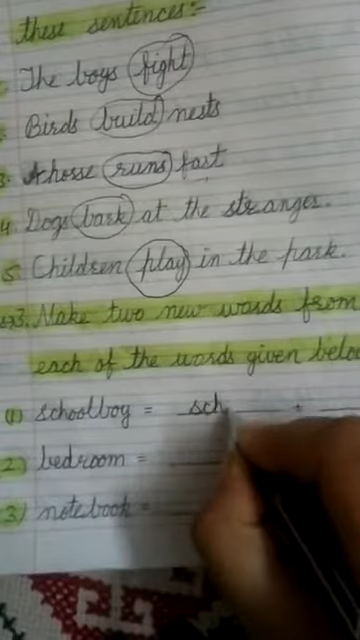 these sentences:-
The boys fight
Birds build nests
3. A horse runs fast
4. Dogs bark at the stranges.
5. Children play in the park.
3. Make two new words from
each of the words given below
(1) schoolboy = sch +
2) bedroom =
3) notebook =